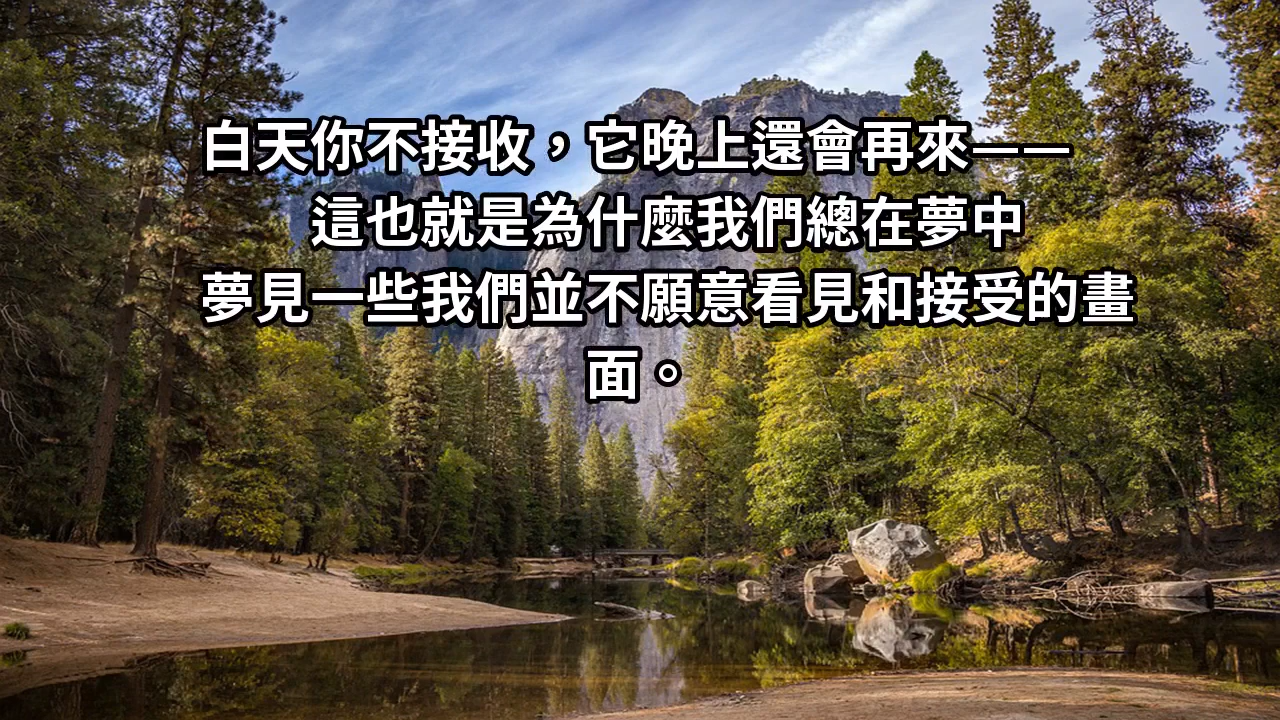 白天你不接收，它晚上還會再來——
這也就是為什麼我們總在夢中
夢見一些我們並不願意看見和接受的畫
面。